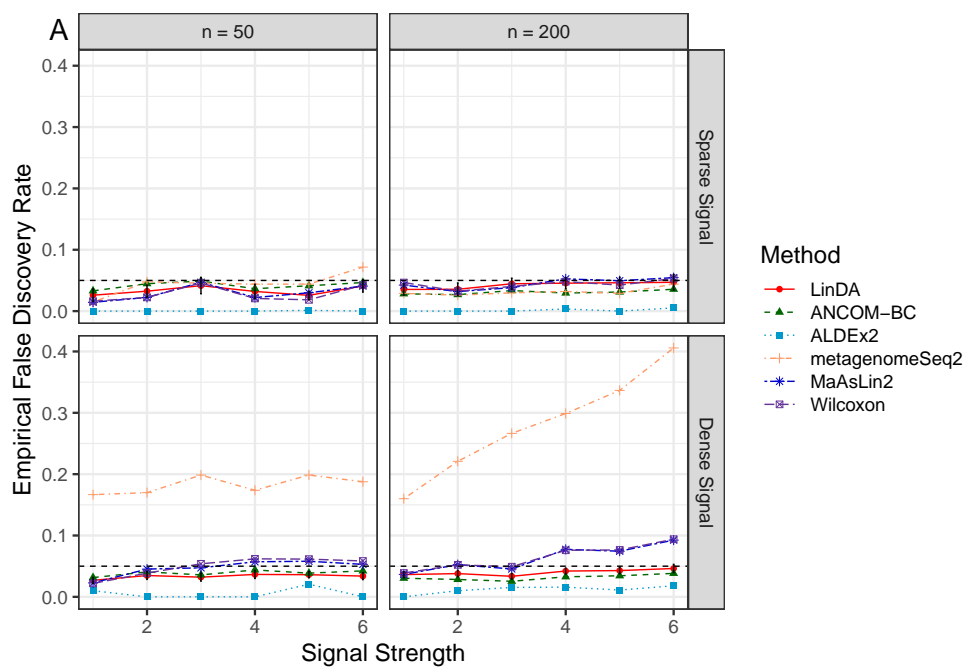 A
n = 50
n = 200
0.4
0.3
0.2
0.1
0.0
Sparse Signal
0.4
0.3
0.2
0.1
0.0
Dense Signal
2
4
6
2
4
6
Signal Strength
Empirical False Discovery Rate
Method
LinDA
ANCOM−BC
ALDEx2
metagenomeSeq2
MaAsLin2
Wilcoxon